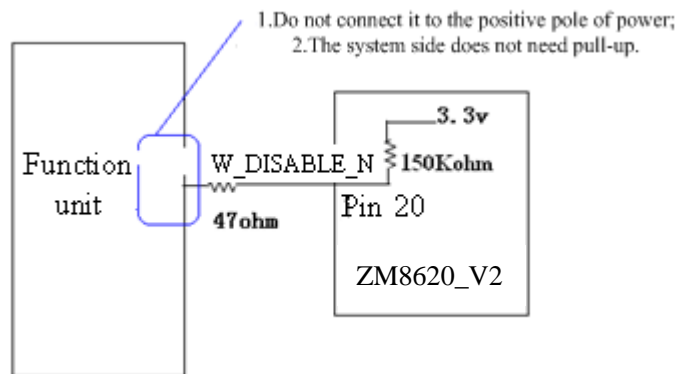 1.Do not connect it to the positive pole of power;
2.The system side does not need pull-up.
3. 3v
Function
unit
W_DISABLE_N
150Kohm
47ohm
Pin 20
ZM8620_V2